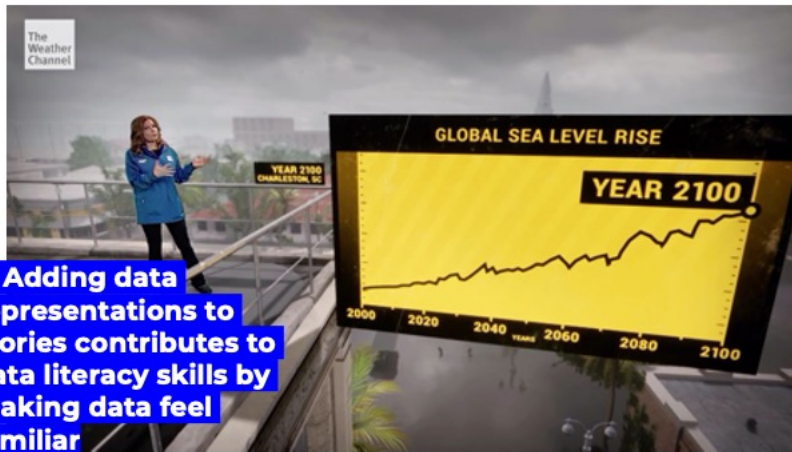 The
Weather
Channel
YEAR 2100
CHARLESTON, SC
GLOBAL SEA LEVEL RISE
YEAR 2100
2000 2020 2040 2060 2080 2100
YEARS
Adding data
presentations to
ories contributes to
ata literacy skills by
aking data feel
miliar